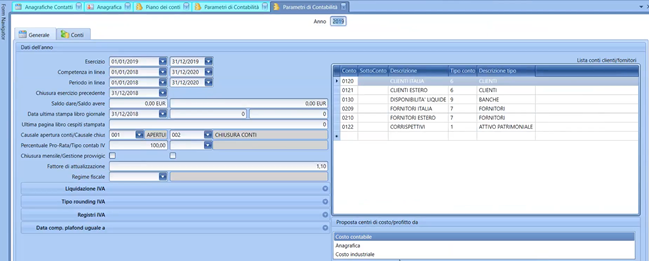 Anagrafiche Contatti
Anagrafica
Piano dei conti
Parametri di Contabilità
Parametri di Contabilità
Fluent Navigator
Anno 2019
Generale
Conti
Dati dell'anno
Esercizio 01/01/2019 31/12/2019
Competenza in linea 01/01/2018 31/12/2020
Periodo in linea 01/01/2018 31/12/2020
Chiusura esercizio precedente 31/12/2018
Saldo dare/Saldo avere 0,00 EUR 0,00 EUR
Data ultima stampa libro giornale 31/12/2018 0 0
Ultima pagina libro cespiti stampata 0
Causale apertura conti/Causale chius 001 APERTUI 002 CHIUSURA CONTI
Percentuale Pro-Rata/Tipo contab IV 100,00
Chiusura mensile/Gestione provvigic
Fattore di attualizzazione 1,10
Regime fiscale
Liquidazione IVA
Tipo rounding IVA
Registri IVA
Data comp. plafond uguale a
Lista conti clienti/fornitori
Conto SottoConto Descrizione Tipo conto Descrizione tipo
0120 CLIENTI ITALIA 6 CLIENTI
0121 CLIENTI ESTERO 6 CLIENTI
0130 DISPONIBILITA' LIQUIDE 9 BANCHE
0209 FORNITORI ITALIA 7 FORNITORI
0210 FORNITORI ESTERO 7 FORNITORI
0122 CORRISPETTIVI 1 ATTIVO PATRIMONIALE
Proposta centri di costo/profitto da
Costo contabile
Anagrafica
Costo industriale